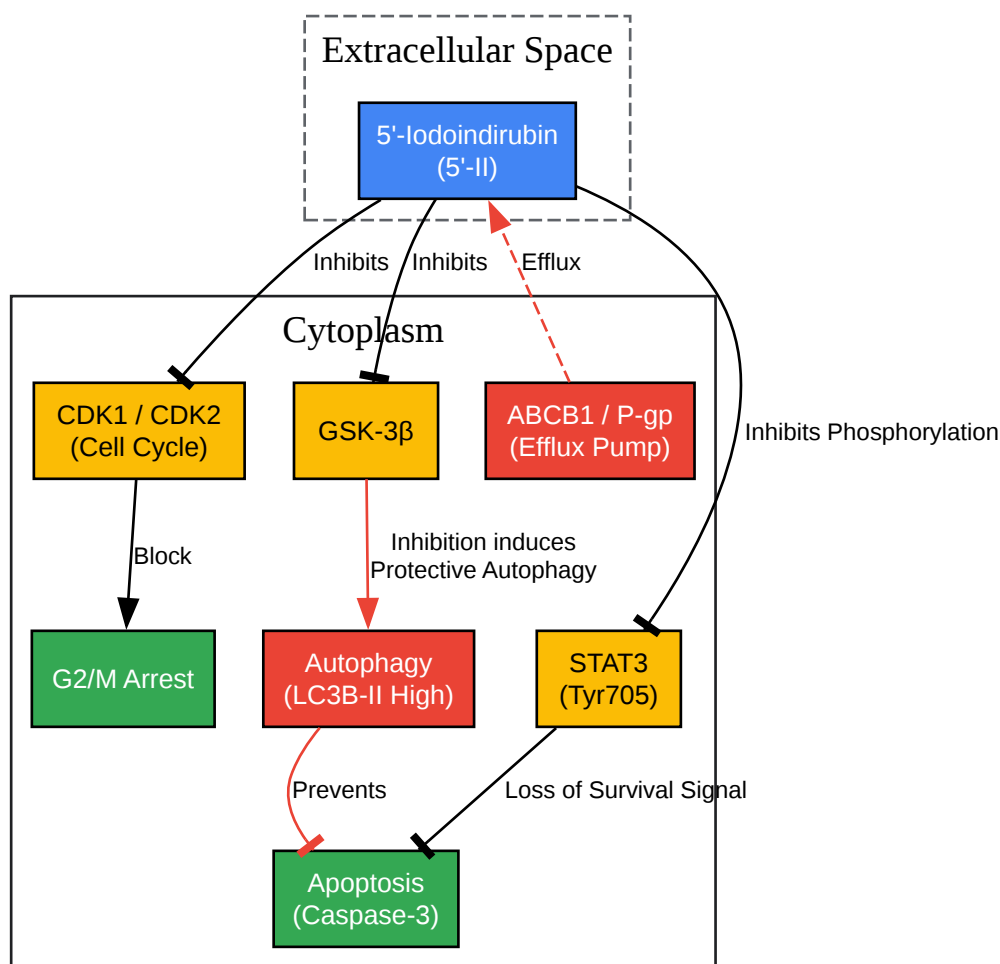 Extracellular Space
5'-Iodoindirubin
(5'-II)
Inhibits
Inhibits
Efflux
Cytoplasm
CDK1 / CDK2
(Cell Cycle)
GSK-3β
ABCB1 / P-gp
(Efflux Pump)
Inhibits Phosphorylation
Block
Inhibition induces
Protective Autophagy
G2/M Arrest
Autophagy
(LC3B-II High)
STAT3
(Tyr705)
Prevents
Loss of Survival Signal
Apoptosis
(Caspase-3)